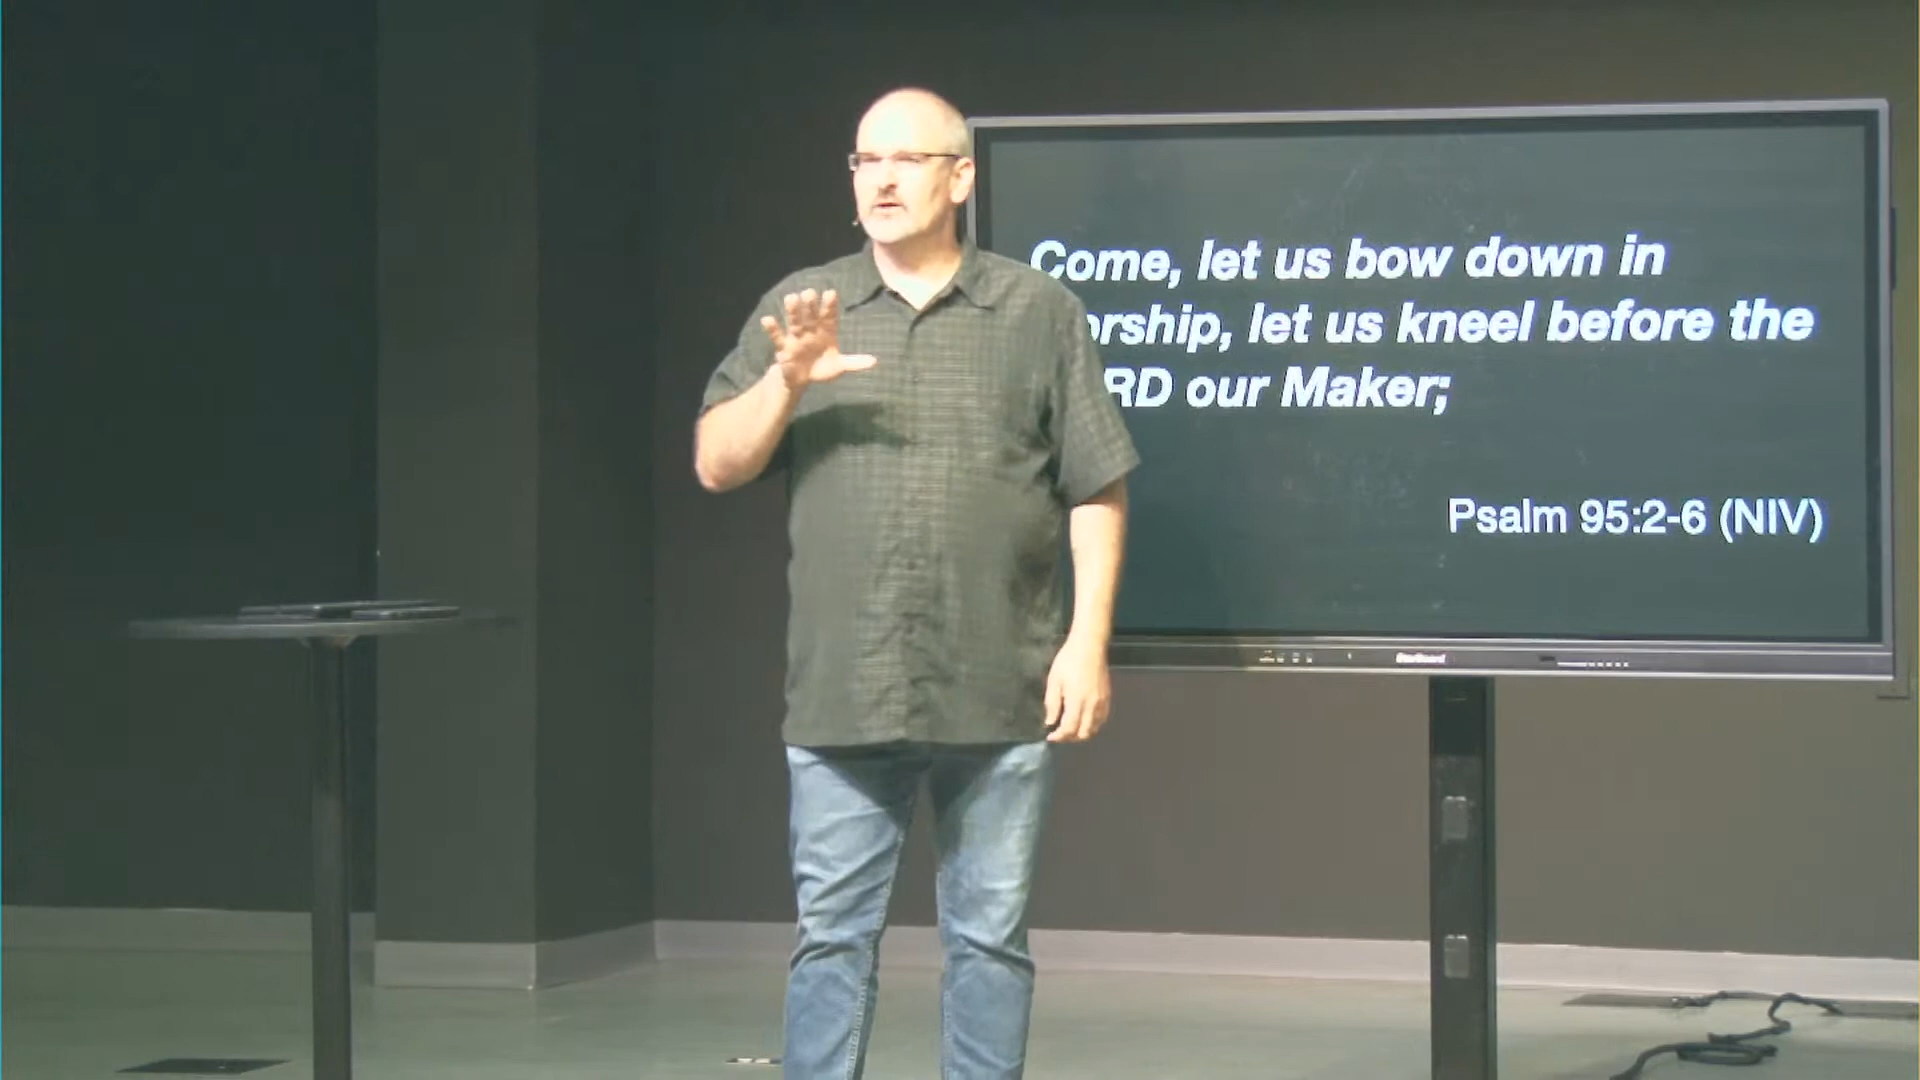 Come, let us bow down in
orship, let us kneel before the
RD our Maker;
Psalm 95:2-6 (NIV)